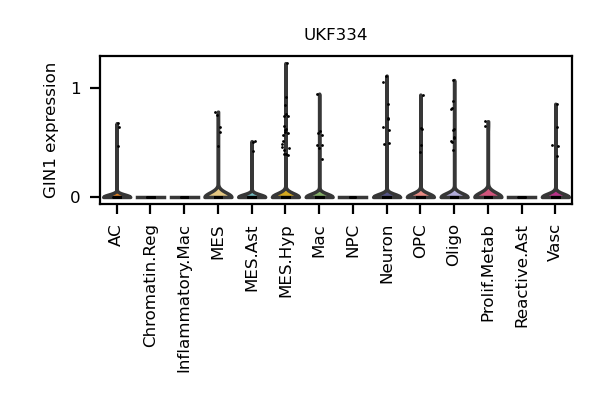 UKF334
GIN1 expression
1
0
AC
Chromatin.Reg
Inflammatory.Mac
MES
MES.Ast
MES.Hyp
Mac
NPC
Neuron
OPC
Oligo
Prolif.Metab
Reactive.Ast
Vasc